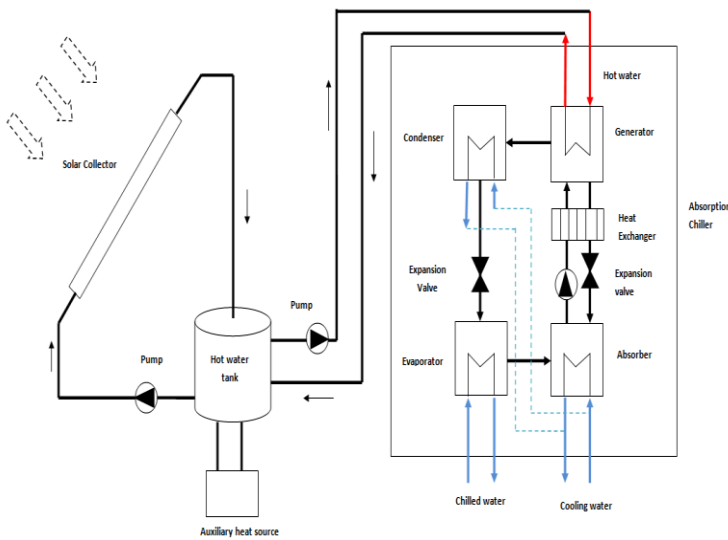 Hot water
Condenser
Generator
Solar Collector
Absorption
Chiller
Heat
Exchanger
Expansion
Valve
Expansion
valve
Pump
Hot water
tank
Pump
Evaporator
Absorber
Chilled water
Cooling water
Auxiliary heat source